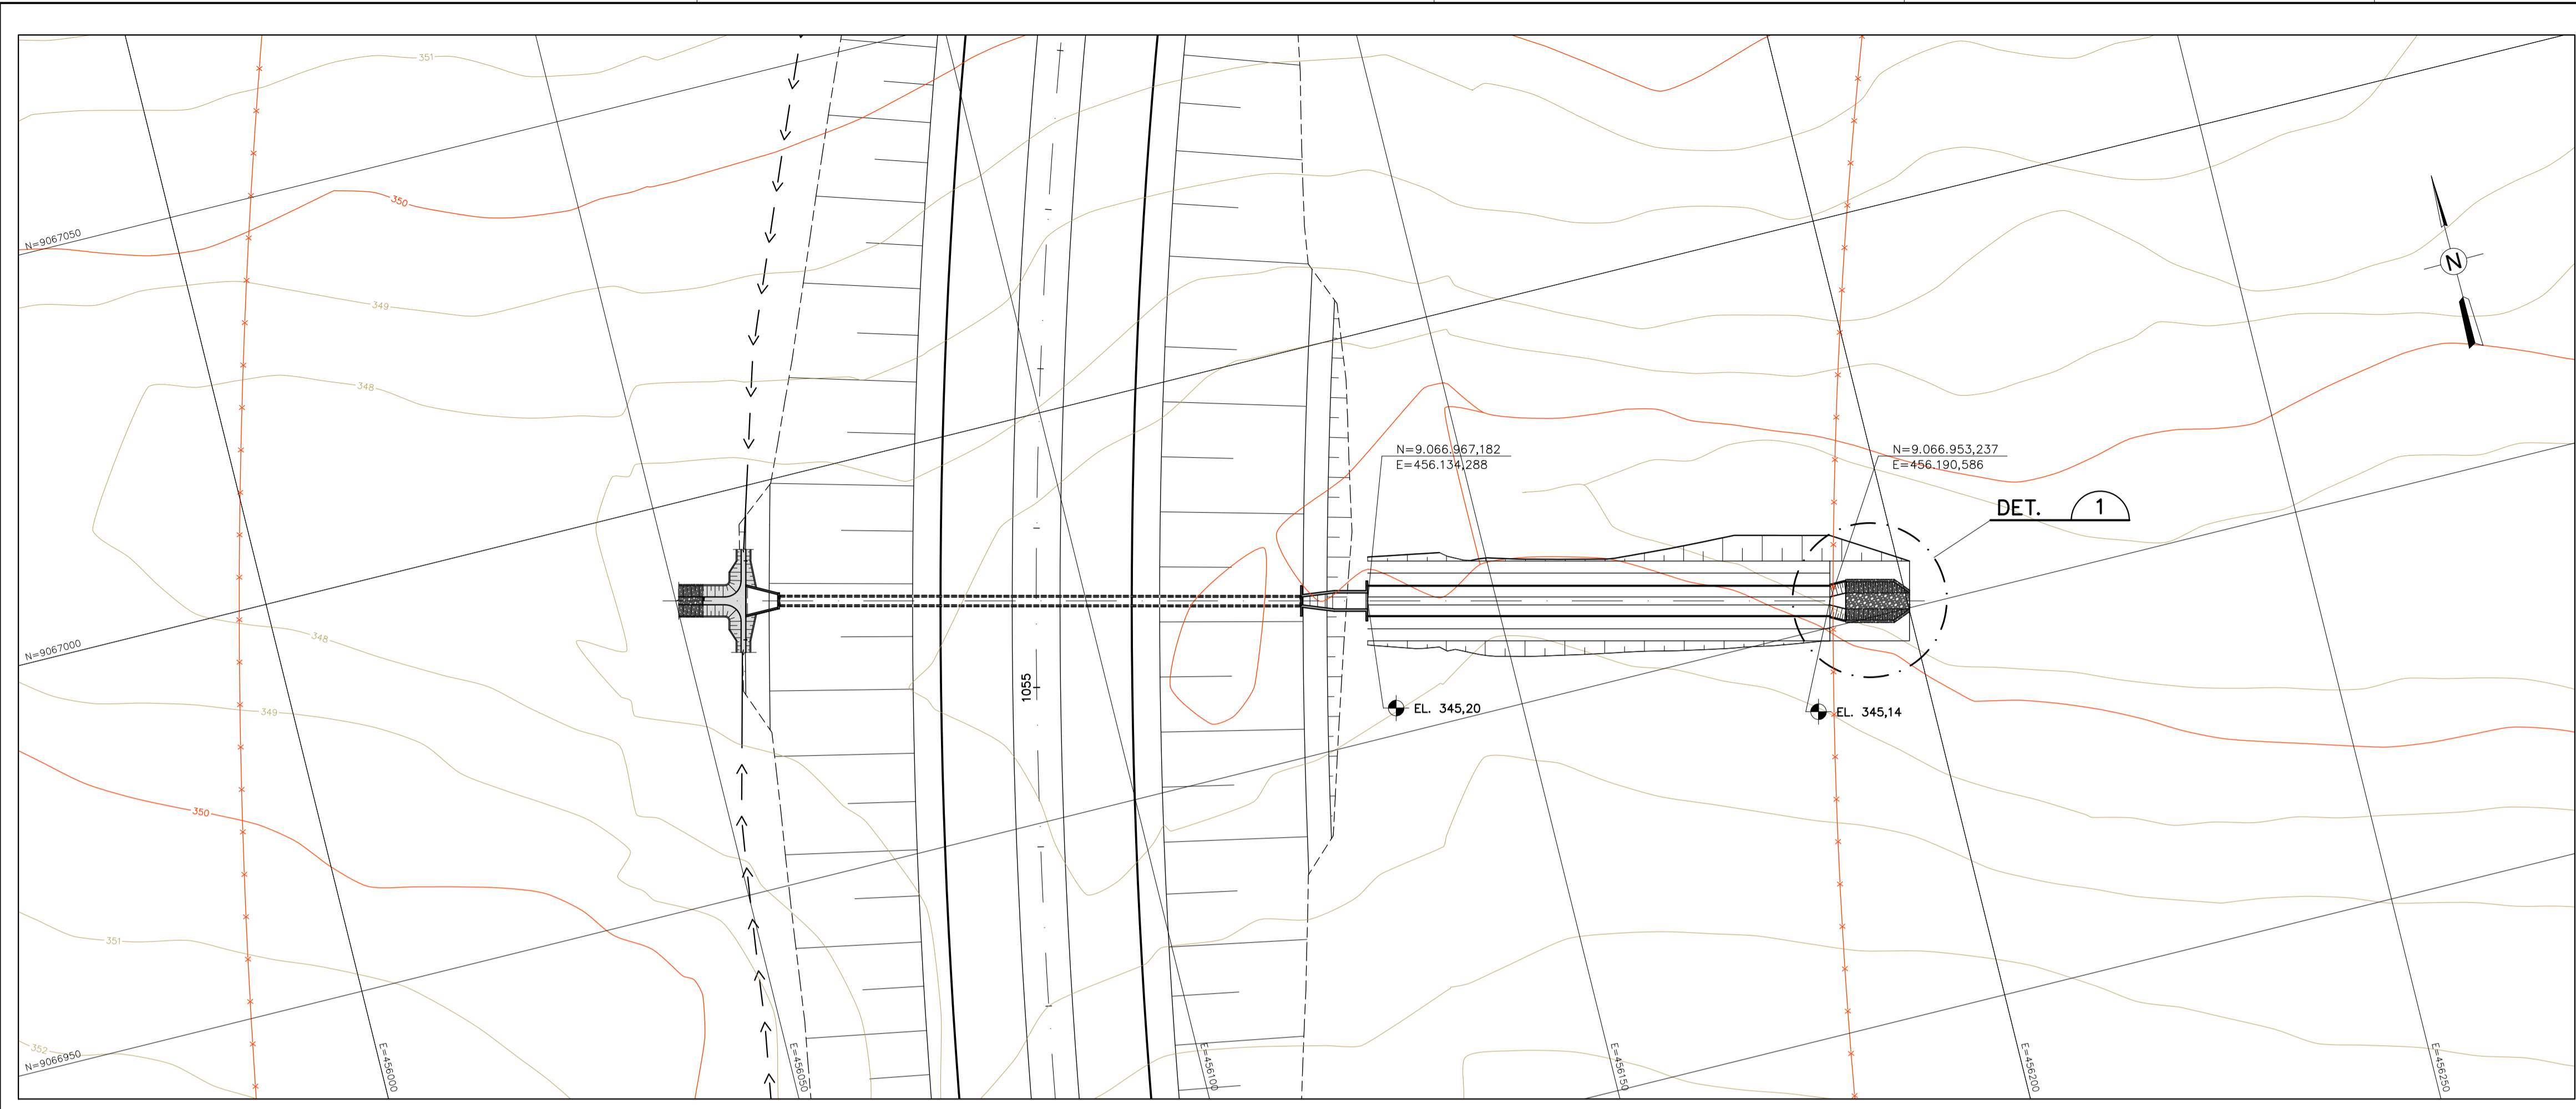 351
350
N=9067050
N
349
348
N=9.066.967,182
E=456.134,288
N=9.066.953,237
E=456.190,586
DET. 1
348
N=9067000
1055
349
EL. 345,20
EL. 345,14
350
351
352
N=9066950
E=456000
E=456050
E=456100
E=456150
E=456200
E=456250